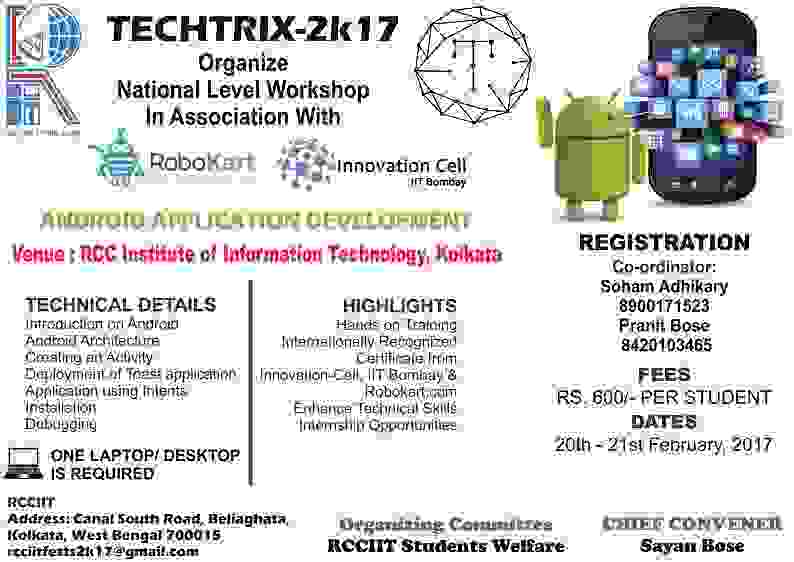 TECHTRIX-2k17
Organize
National Level Workshop
In Association With
RoboKart
Innovation Cell
IIT Bombay
ANDROID APPLICATION DEVELOPMENT
Venue : RCC Institute of Information Technology, Kolkata
TECHNICAL DETAILS
Introduction on Android
Android Architecture
Creating an Activity
Deployment of Toast application
Application using Intents
Installation
Debugging
ONE LAPTOP/ DESKTOP
IS REQUIRED
HIGHLIGHTS
Hands on Training
Internationally Recognized
Certificate from
Innovation-Cell, IIT Bombay &
Robokart.com
Enhance Technical Skills
Internship Opportunities
REGISTRATION
Co-ordinator:
Soham Adhikary
8900171523
Pranit Bose
8420103465
FEES
RS. 600/- PER STUDENT
DATES
20th - 21st February, 2017
RCCIIT
Address: Canal South Road, Beliaghata,
Kolkata, West Bengal 700015
rcciitfests2k17@gmail.com
Organizing Committee
RCCIIT Students Welfare
CHIEF CONVENER
Sayan Bose